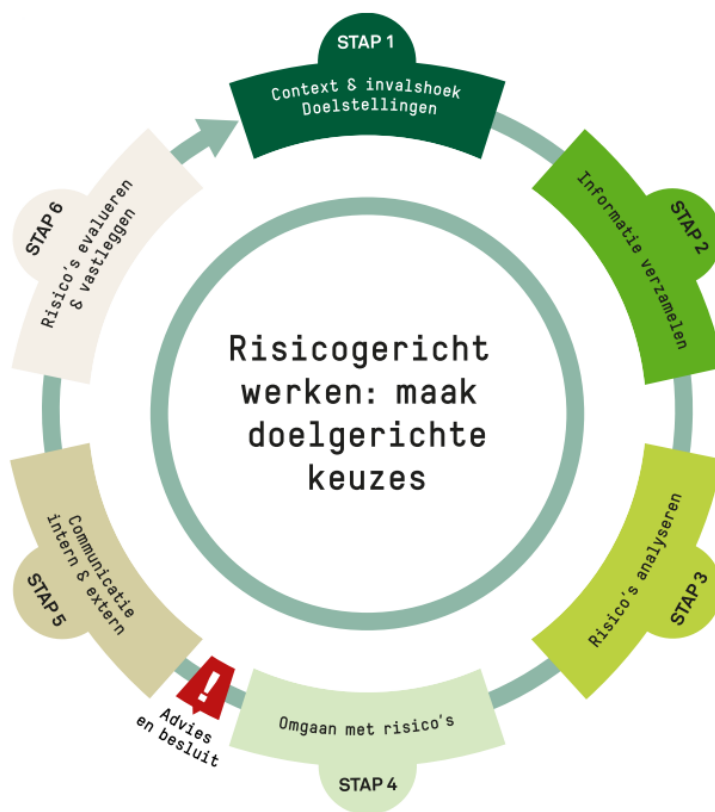 STAP 1
Context & invalshoek
Doelstellingen
STAP 2
Informatie verzamelen
STAP 3
Risico's analyseren
STAP 4
Omgaan met risico's
!
Advies
en besluit
STAP 5
Communicatie
intern & extern
STAP 6
Risico's evalueren
& vastleggen
Risicogericht
werken: maak
doelgerichte
keuzes